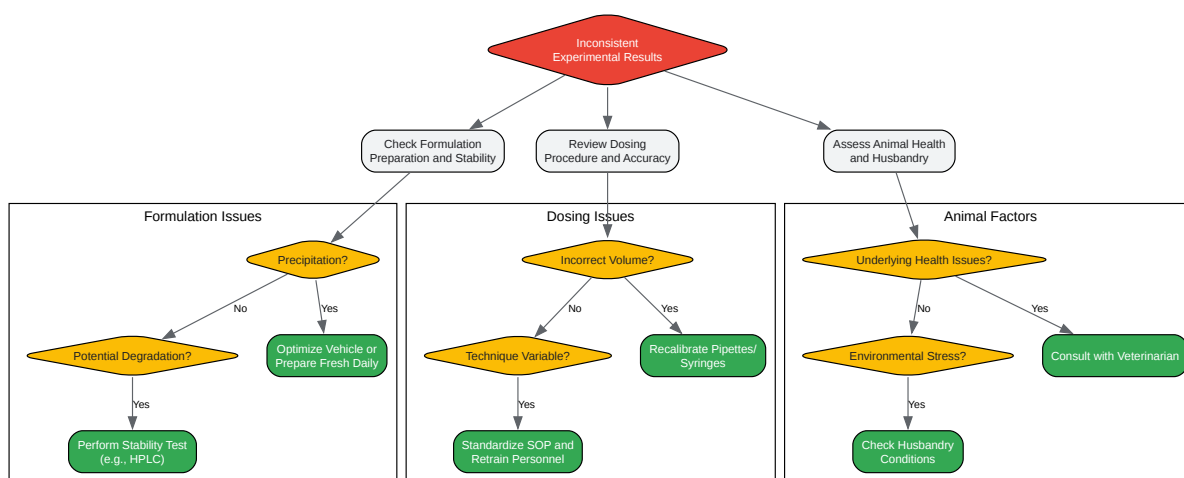 Inconsistent
Experimental Results
Check Formulation
Preparation and Stability
Review Dosing
Procedure and Accuracy
Assess Animal Health
and Husbandry
Formulation Issues
Dosing Issues
Animal Factors
Precipitation?
Incorrect Volume?
Underlying Health Issues?
No
Yes
No
Yes
No
Yes
Potential Degradation?
Optimize Vehicle or
Prepare Fresh Daily
Technique Variable?
Recalibrate Pipettes/
Syringes
Environmental Stress?
Consult with Veterinarian
Yes
Yes
Yes
Perform Stability Test
(e.g., HPLC)
Standardize SOP and
Retrain Personnel
Check Husbandry
Conditions